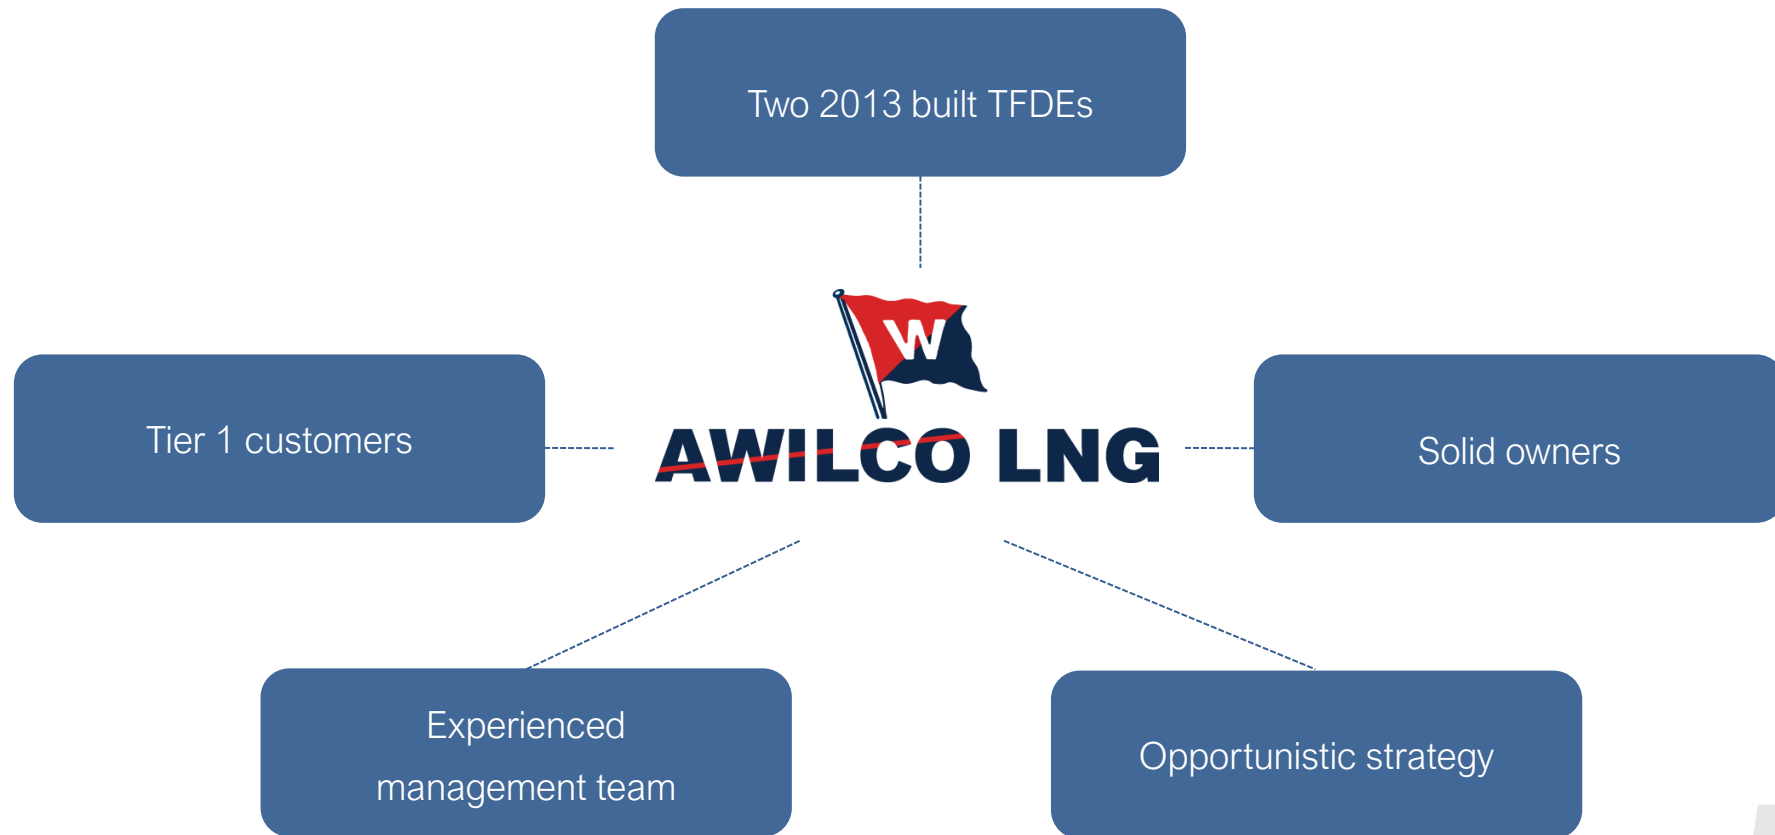 Two 2013 built TFDEs
W
Tier 1 customers
AWILCO LNG
Solid owners
Experienced
management team
Opportunistic strategy